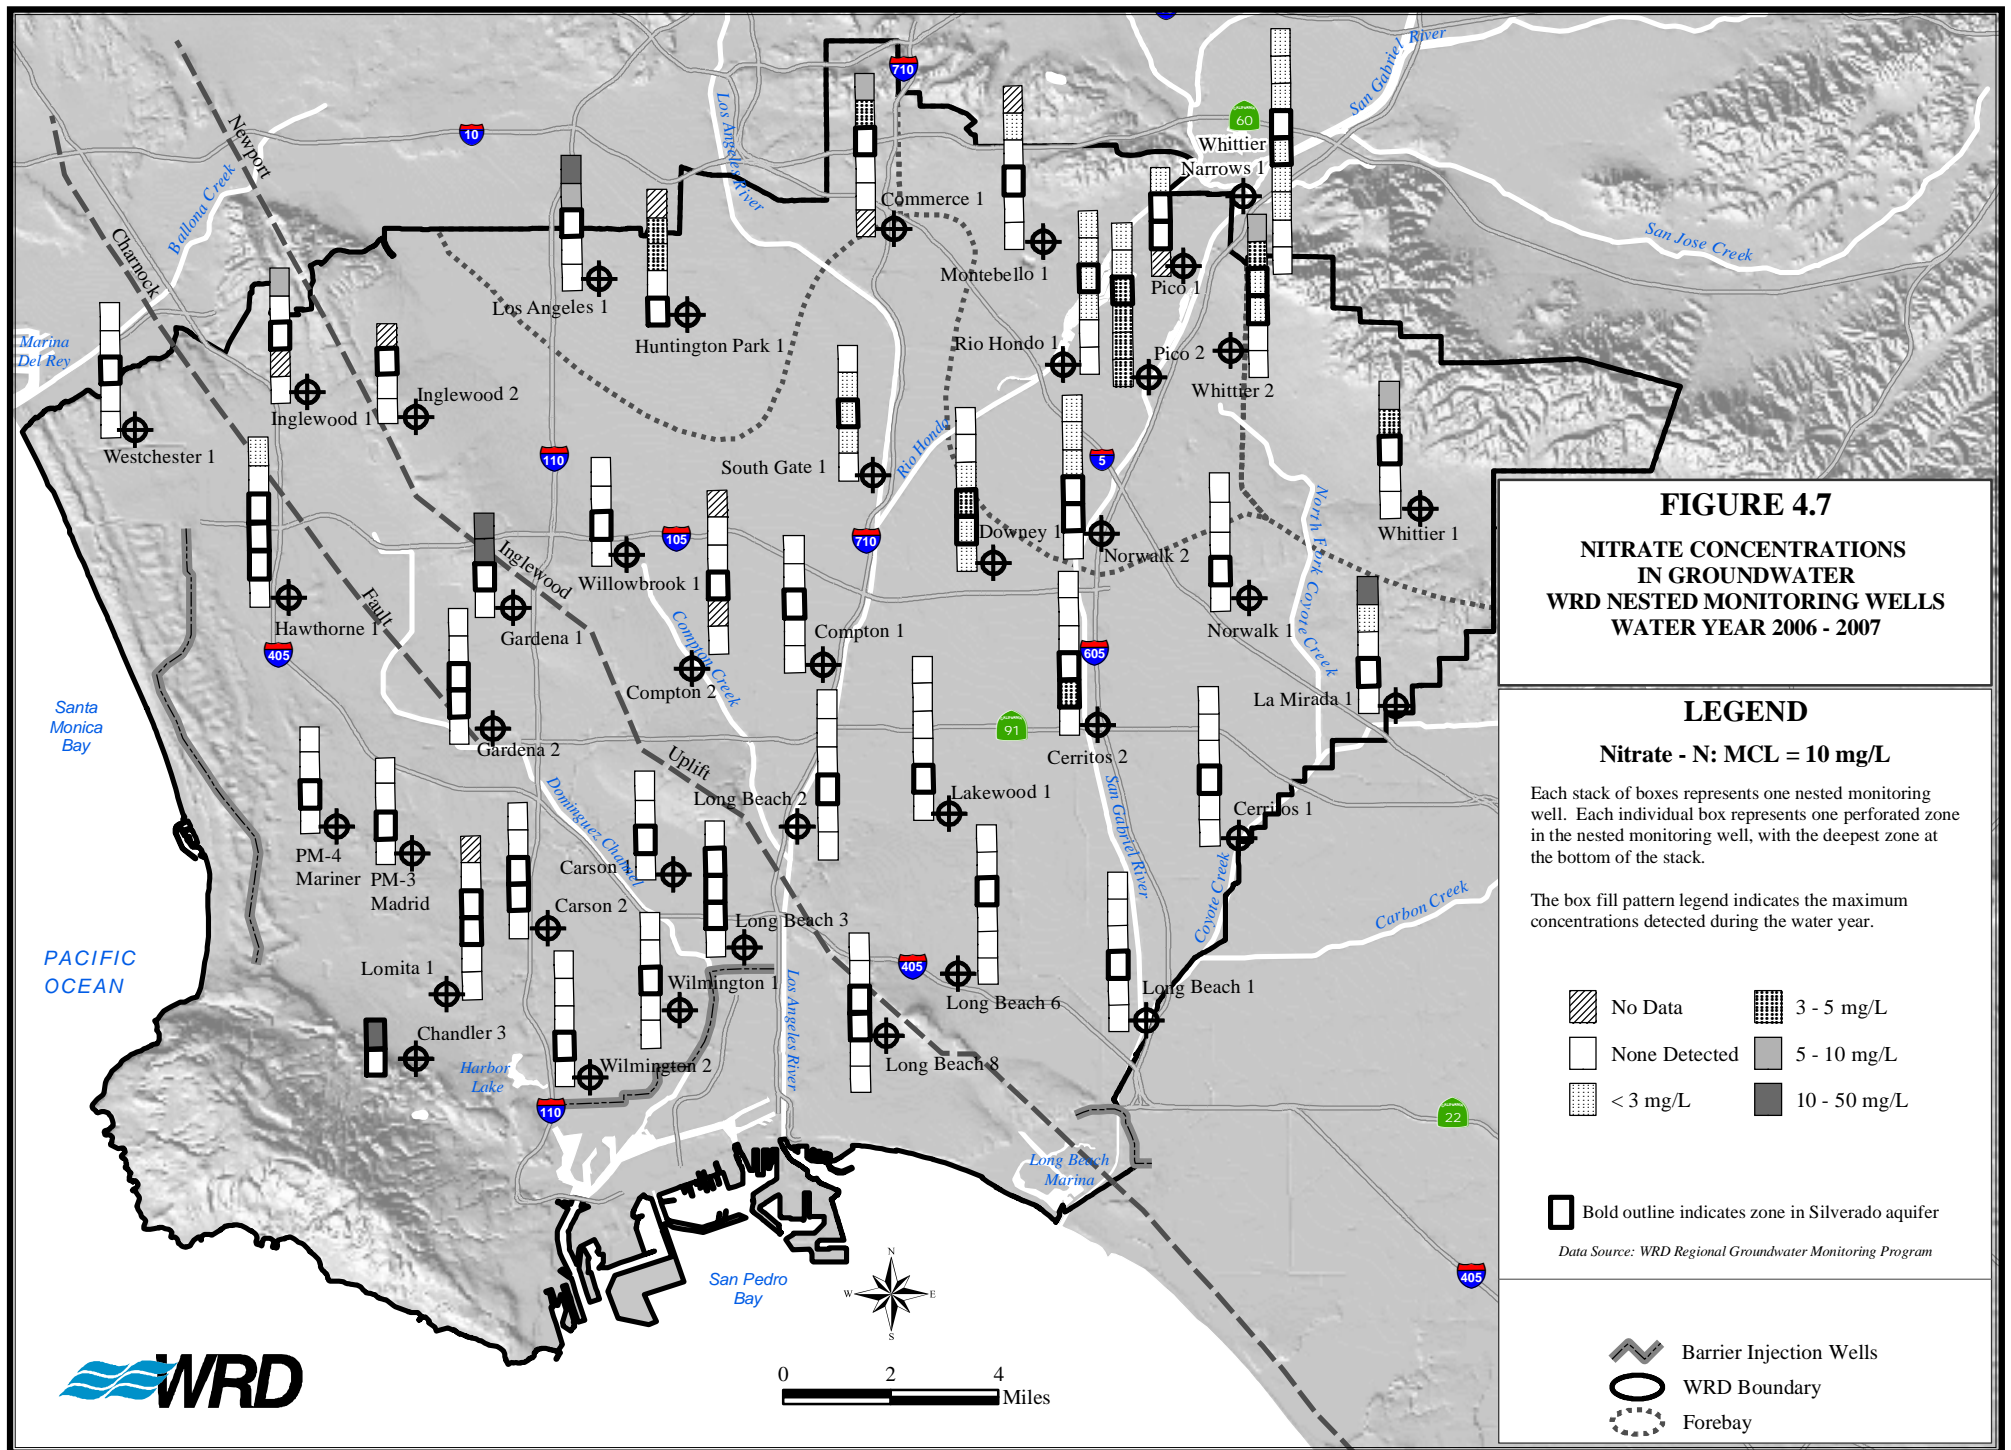 710
10
60
Los Angeles River
San Gabriel River
Newport
Ballona Creek
Charnock
Whittier
Narrows 1
Commerce 1
Montebello 1
San Jose Creek
Pico 1
Los Angeles 1
Huntington Park 1
Marina
Del Rey
Rio Hondo 1
Pico 2
Whittier 2
Inglewood 2
Inglewood 1
Westchester 1
110
South Gate 1
Rio Hondo
5
North Fork Coyote Creek
Whittier 1
105
710
Downey 1
Norwalk 2
Inglewood
Willowbrook 1
Fault
Hawthorne 1
Gardena 1
Compton 1
Norwalk 1
405
605
Compton Creek
Compton 2
La Mirada 1
Santa
Monica
Bay
91
Gardena 2
Cerritos 2
Uplift
Dominguez Channel
Long Beach 2
Lakewood 1
San Gabriel River
Cerritos 1
PM-4
Mariner
PM-3
Madrid
Carson 1
Carson 2
Long Beach 3
Coyote Creek
Carbon Creek
PACIFIC
OCEAN
Lomita 1
405
Wilmington 1
Los Angeles River
Long Beach 6
Long Beach 1
Chandler 3
Harbor
Lake
Wilmington 2
Long Beach 8
110
22
Long Beach
Marina
San Pedro
Bay
N
W
E
S
405
WRD
0
2
4
Miles
FIGURE 4.7
NITRATE CONCENTRATIONS
IN GROUNDWATER
WRD NESTED MONITORING WELLS
WATER YEAR 2006 - 2007
LEGEND
Nitrate - N: MCL = 10 mg/L
Each stack of boxes represents one nested monitoring
well. Each individual box represents one perforated zone
in the nested monitoring well, with the deepest zone at
the bottom of the stack.
The box fill pattern legend indicates the maximum
concentrations detected during the water year.
No Data
3 - 5 mg/L
None Detected
5 - 10 mg/L
< 3 mg/L
10 - 50 mg/L
Bold outline indicates zone in Silverado aquifer
Data Source: WRD Regional Groundwater Monitoring Program
Barrier Injection Wells
WRD Boundary
Forebay